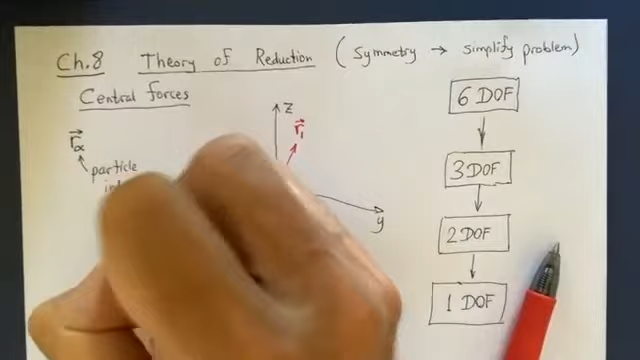 Ch.8 Theory of Reduction (Symmetry → simplify problem)
Central forces
r⃗α
particle
z
r⃗1
y
6 DOF
3 DOF
2 DOF
1 DOF